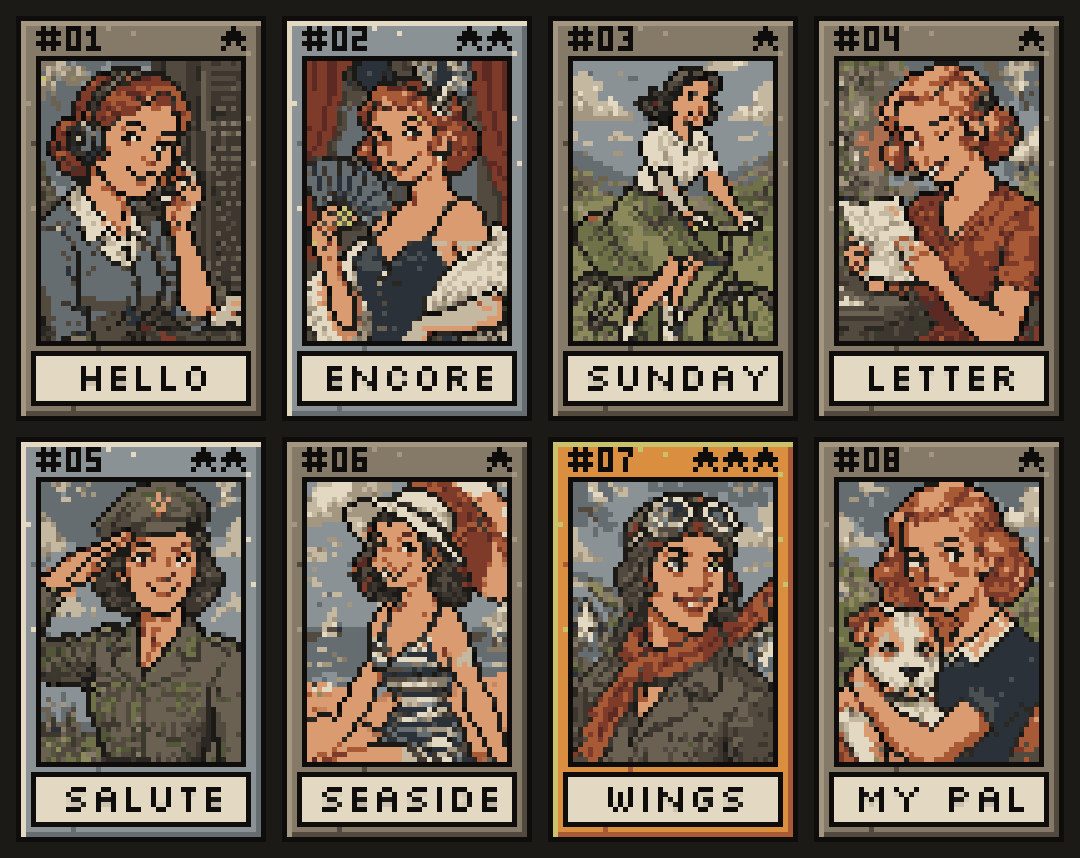 #01
HELLO
#02
ENCORE
#03
SUNDAY
#04
LETTER
#05
SALUTE
#06
SEASIDE
#07
WINGS
#08
MY PAL